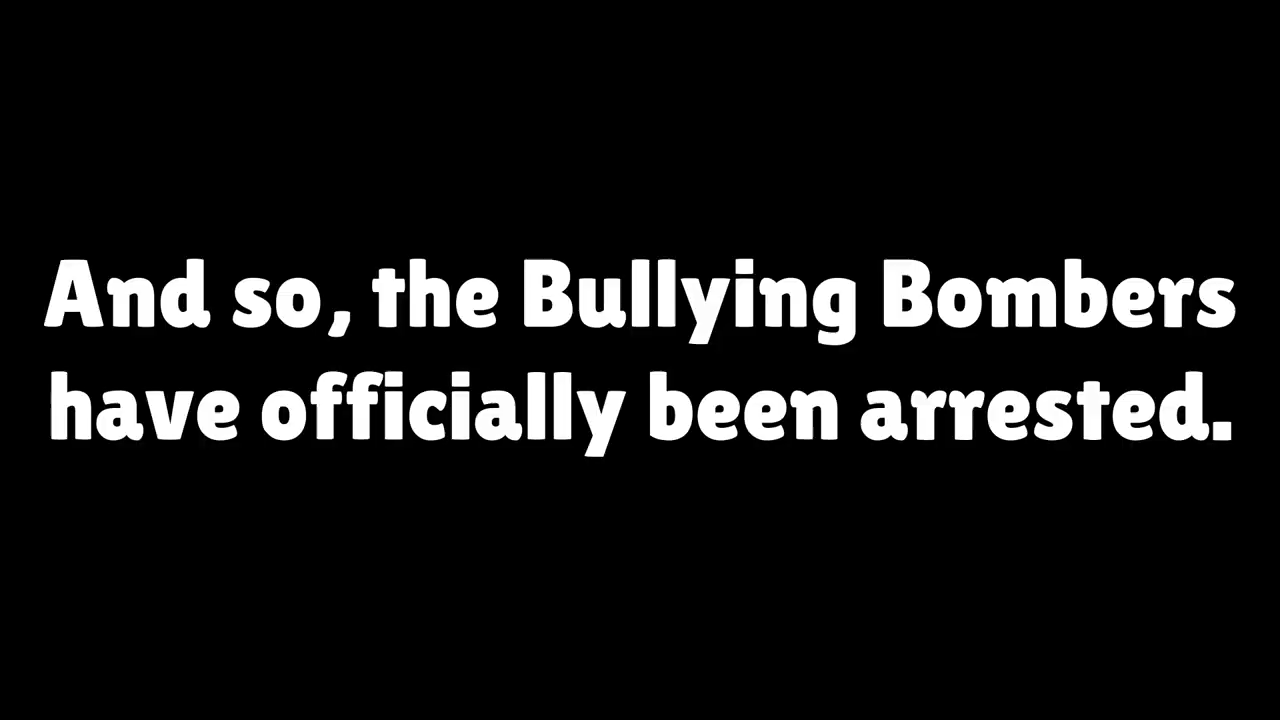 And so, the Bullying Bombers
have officially been arrested.